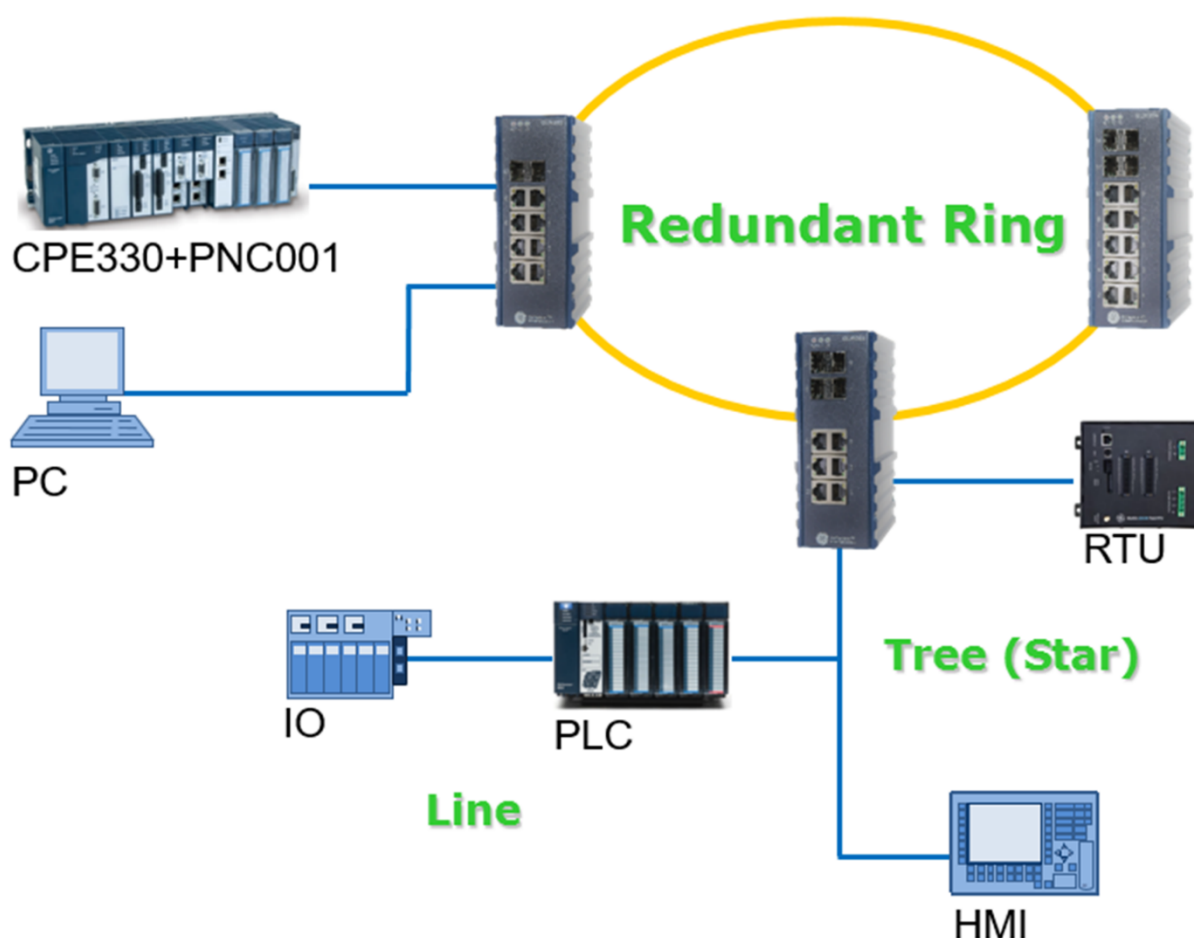 Redundant Ring
CPE330+PNC001
PC
RTU
Tree (Star)
IO
PLC
Line
HMI